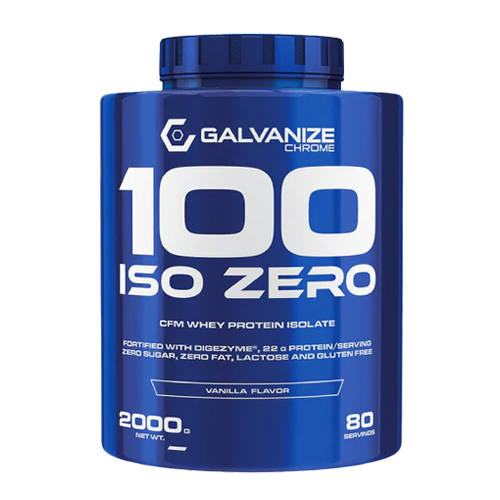 GALVANIZE
CHROME
100
ISO ZERO
CFM WHEY PROTEIN ISOLATE
FORTIFIED WITH DIGEZYME®, 22 G PROTEIN/SERVING
ZERO SUGAR, ZERO FAT, LACTOSE AND GLUTEN FREE
VANILLA FLAVOR
2000G 80
NET WT. SERVINGS